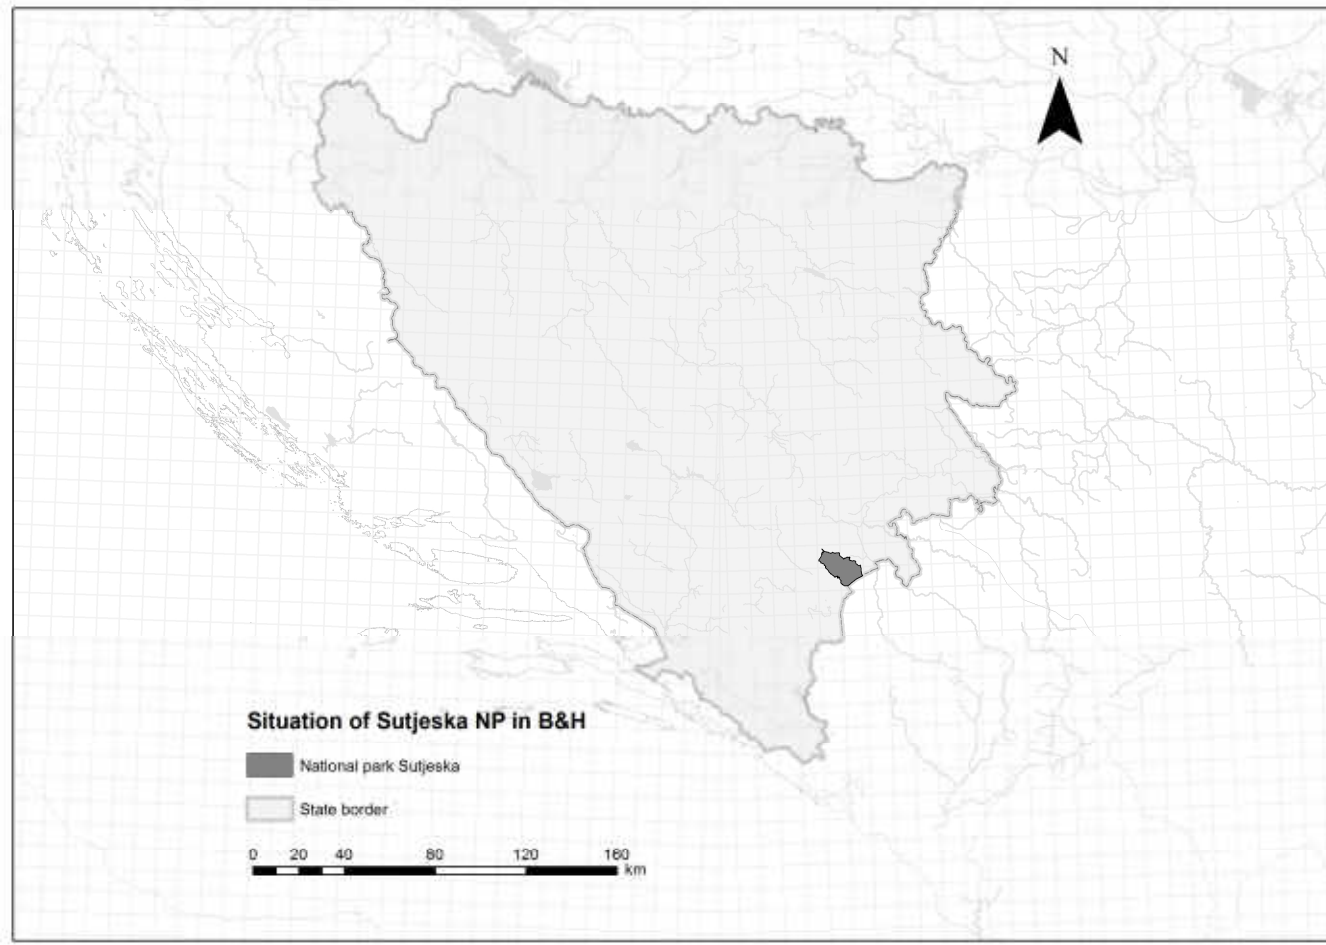 N
Situation of Sutjeska NP in B&H
National park Sutjeska
State border
0 20 40 80 120 160
km